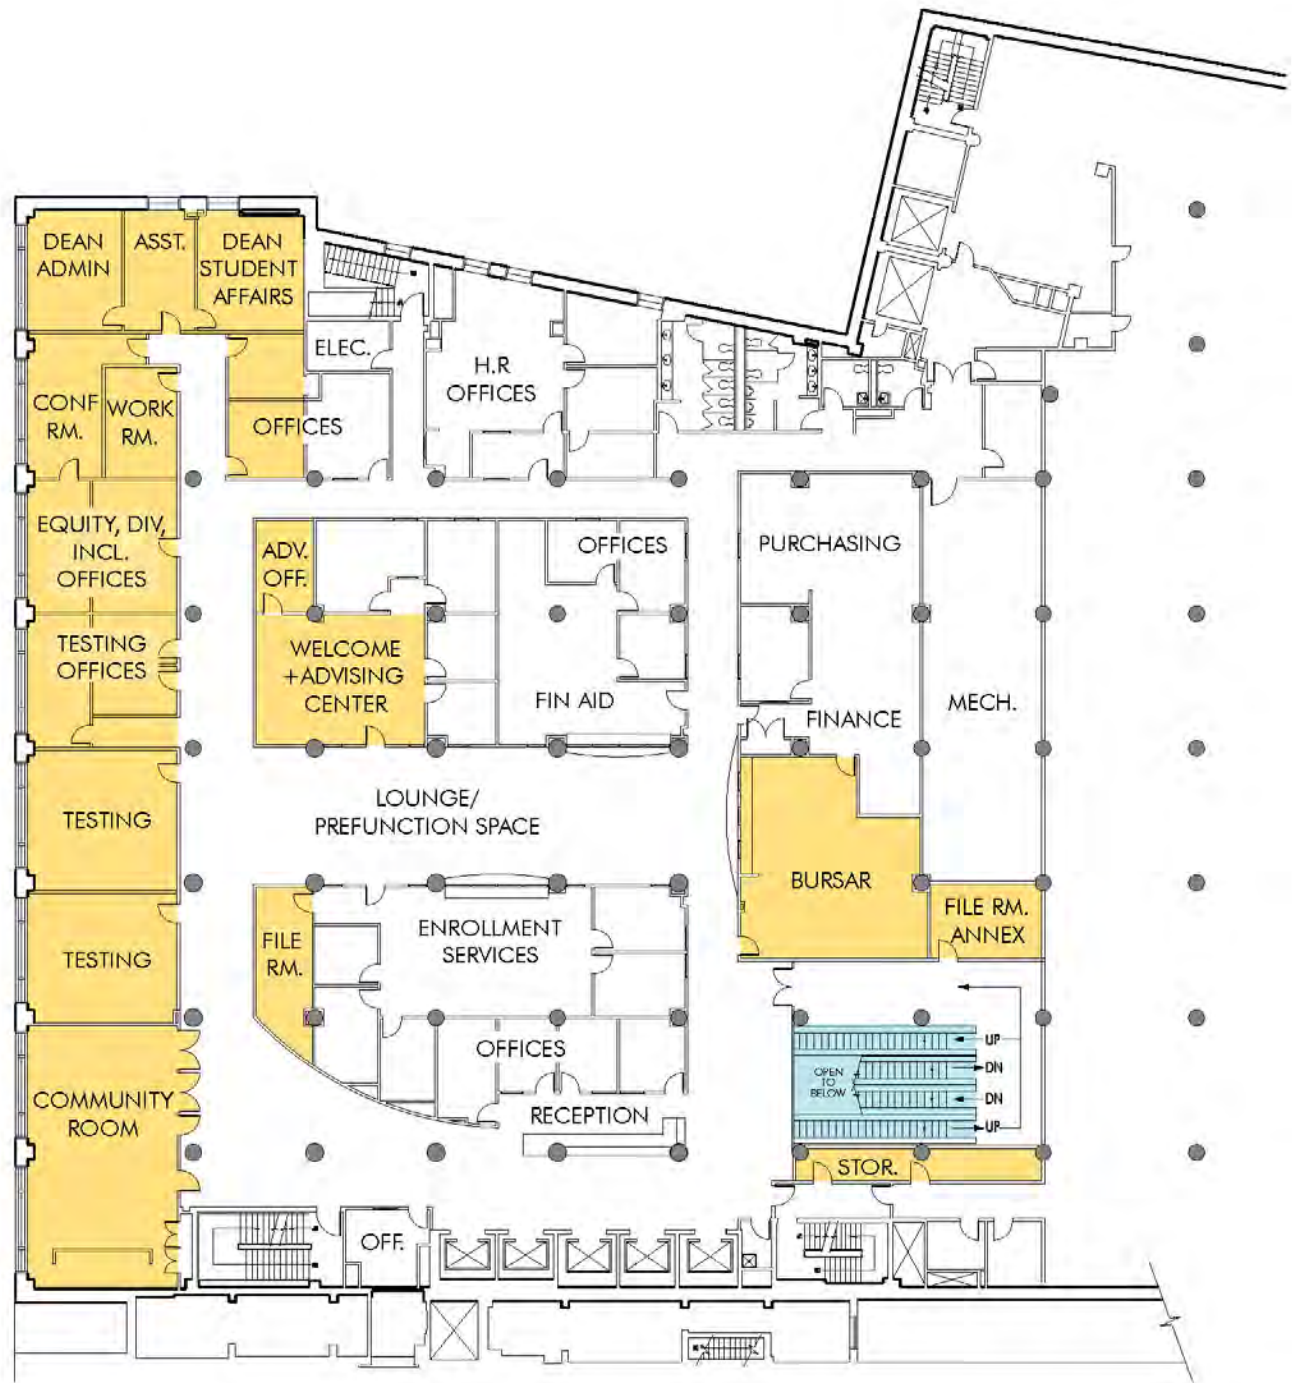 DEAN
ADMIN
ASST.
DEAN
STUDENT
AFFAIRS
ELEC.
H.R
OFFICES
CONF
RM.
WORK
RM.
OFFICES
EQUITY, DIV,
INCL.
OFFICES
ADV.
OFF.
OFFICES
PURCHASING
TESTING
OFFICES
WELCOME
+ADVISING
CENTER
FIN AID
FINANCE
MECH.
TESTING
LOUNGE/
PREFUNCTION SPACE
BURSAR
FILE RM.
ANNEX
TESTING
FILE
RM.
ENROLLMENT
SERVICES
OFFICES
UP
DN
OPEN
TO
BELOW
DN
UP
COMMUNITY
ROOM
RECEPTION
STOR.
OFF.